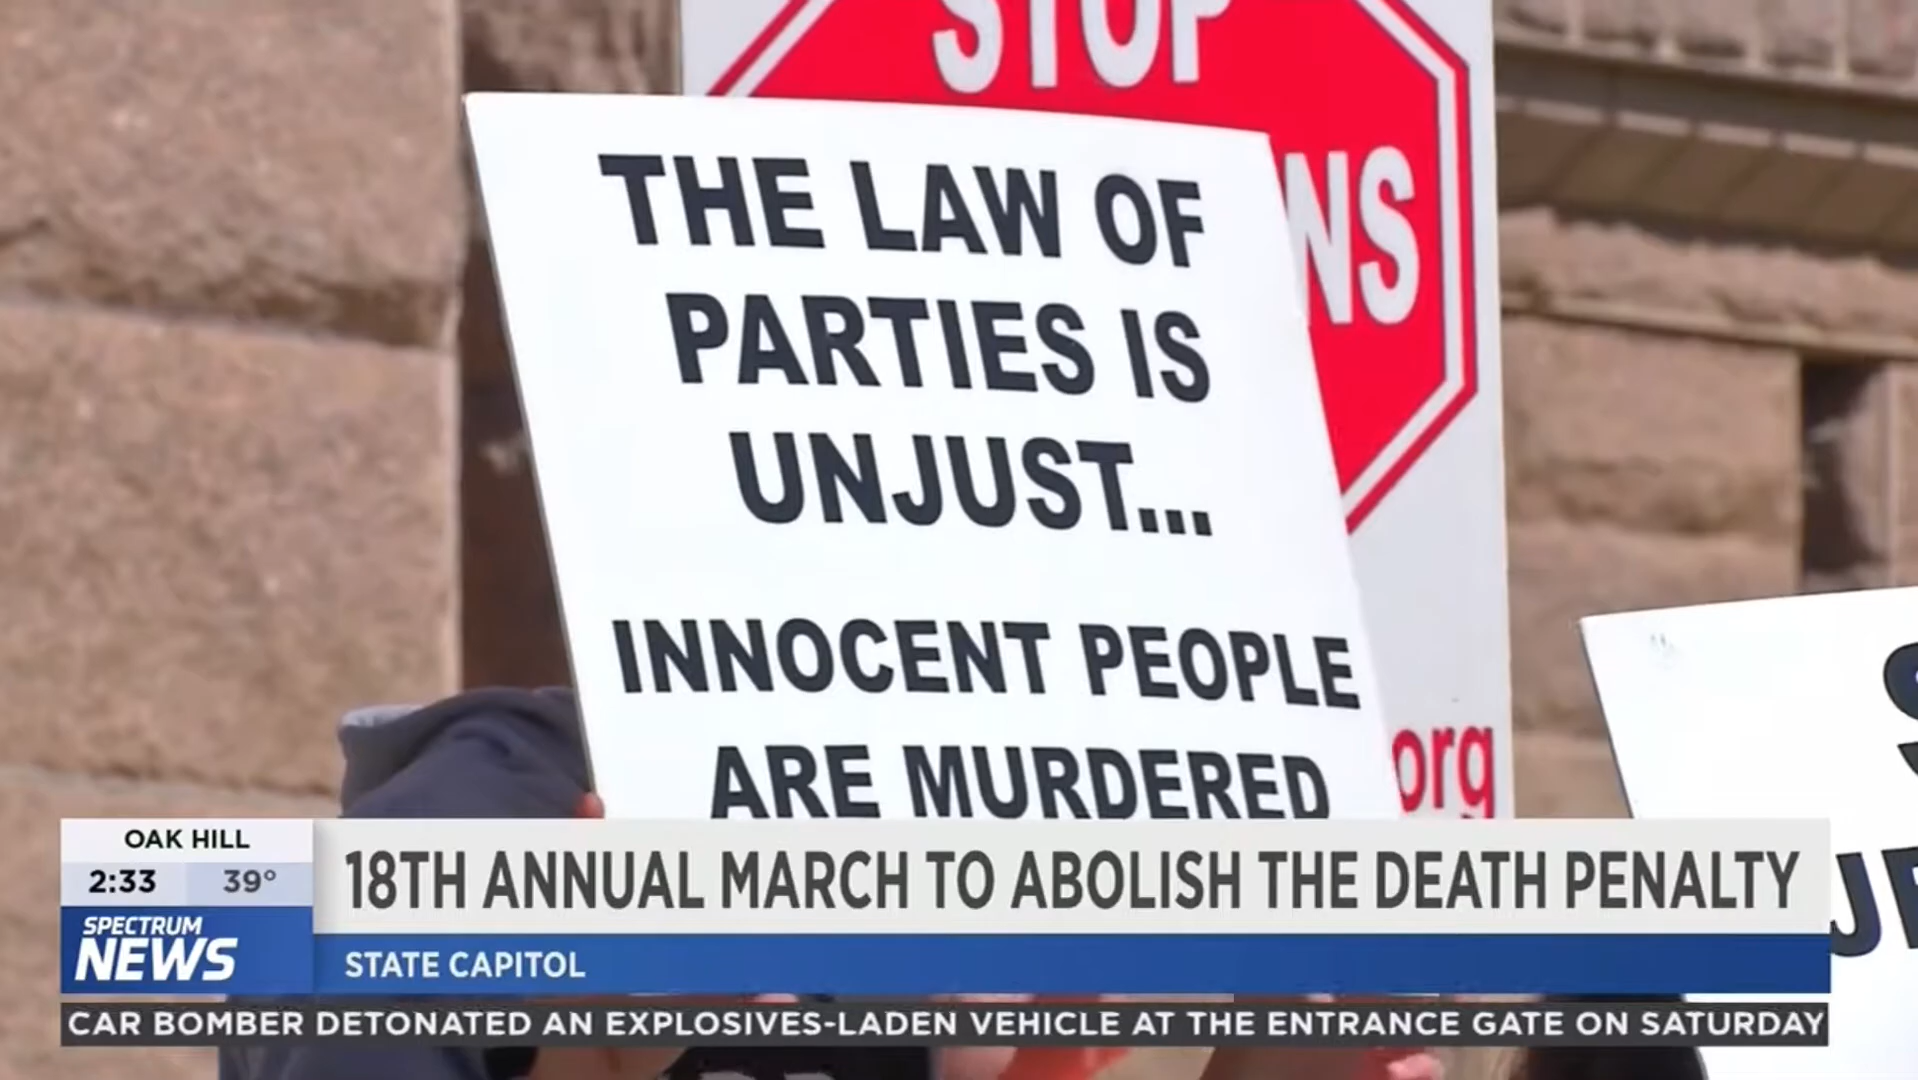 STOP
NS
THE LAW OF
PARTIES IS
UNJUST...
INNOCENT PEOPLE
ARE MURDERED
org
OAK HILL
2:33 39°
SPECTRUM
NEWS
18TH ANNUAL MARCH TO ABOLISH THE DEATH PENALTY
STATE CAPITOL
CAR BOMBER DETONATED AN EXPLOSIVES-LADEN VEHICLE AT THE ENTRANCE GATE ON SATURDAY